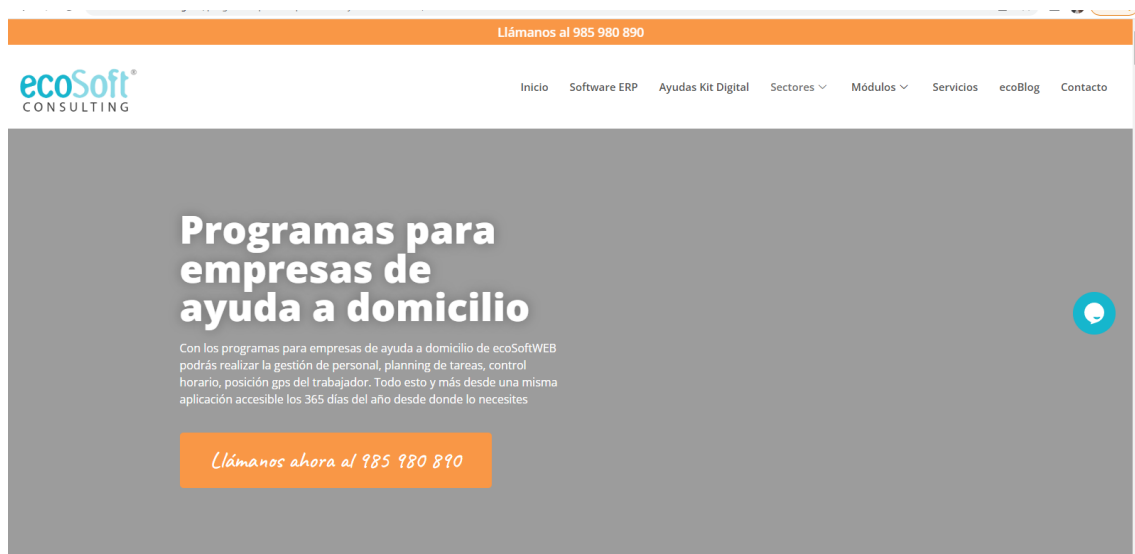 Llámanos al 985 980 890
ecoSoft®
CONSULTING
Inicio Software ERP Ayudas Kit Digital Sectores Módulos Servicios ecoBlog Contacto
Programas para
empresas de
ayuda a domicilio
Con los programas para empresas de ayuda a domicilio de ecoSoftWEB
podrás realizar la gestión de personal, planning de tareas, control
horario, posición gps del trabajador. Todo esto y más desde una misma
aplicación accesible los 365 días del año desde donde lo necesites
Llámanos ahora al 985 980 890